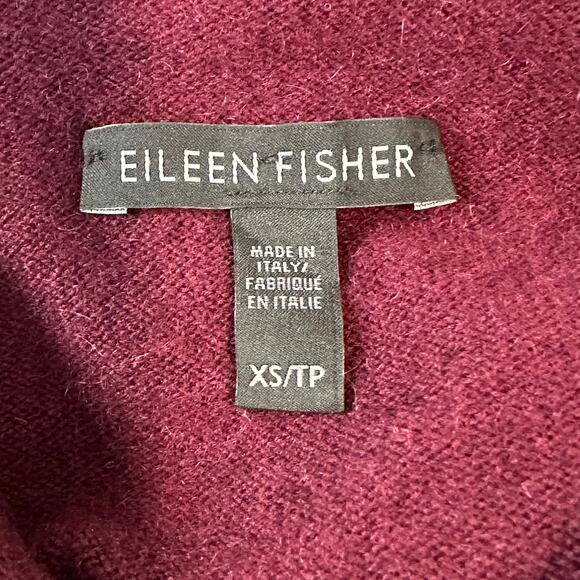 EILEEN FISHER
MADE IN
ITALY/
FABRIQUÉ
EN ITALIE
XS/TP